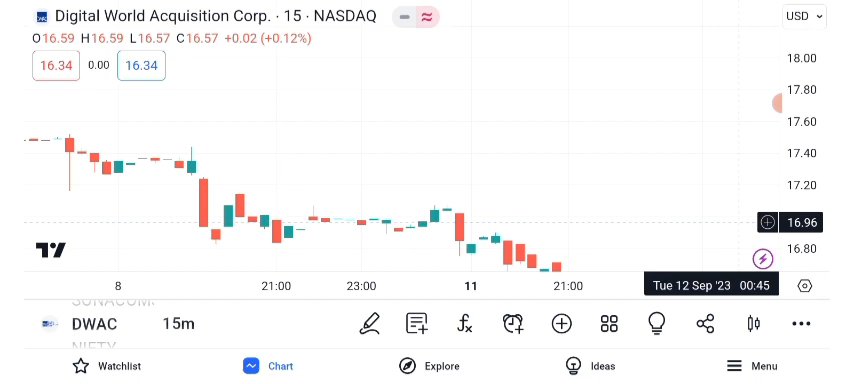 Digital World Acquisition Corp. · 15 · NASDAQ
USD
O16.59 H16.59 L16.57 C16.57 +0.02 (+0.12%)
16.34 0.00 16.34
18.00
17.80
17.60
17.40
17.20
16.96
16.80
8 21:00 23:00 11 21:00 Tue 12 Sep '23 00:45
DWAC 15m
NIFTY
Watchlist Chart Explore Ideas Menu